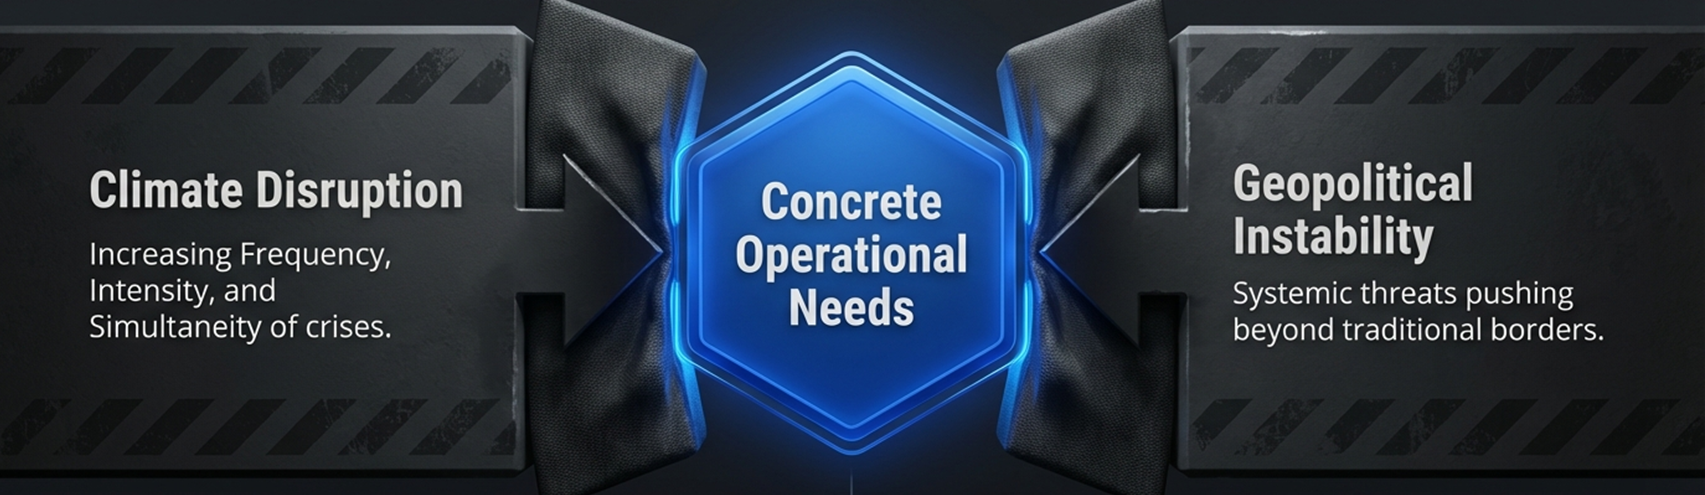 Climate Disruption
Increasing Frequency,
Intensity, and
Simultaneity of crises.
Concrete
Operational
Needs
Geopolitical
Instability
Systemic threats pushing
beyond traditional borders.